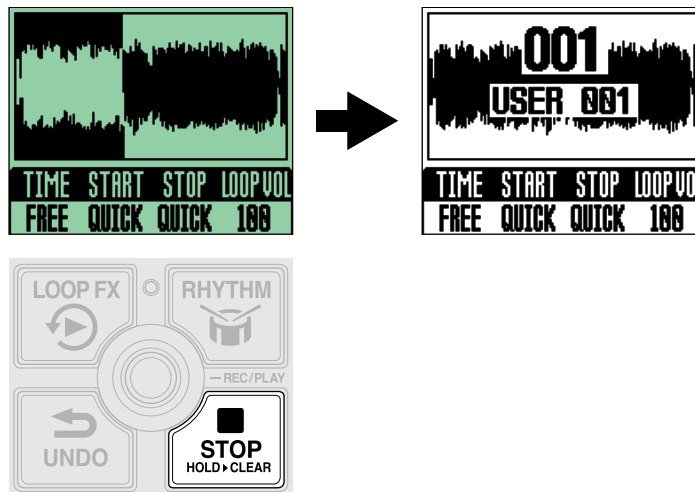 TIME START STOP LOOPVOL
FREE QUICK QUICK 100
001
USER 001
TIME START STOP LOOPVO
FREE QUICK QUICK 100
LOOP FX
RHYTHM
–REC/PLAY
UNDO
STOP
HOLD▸CLEAR